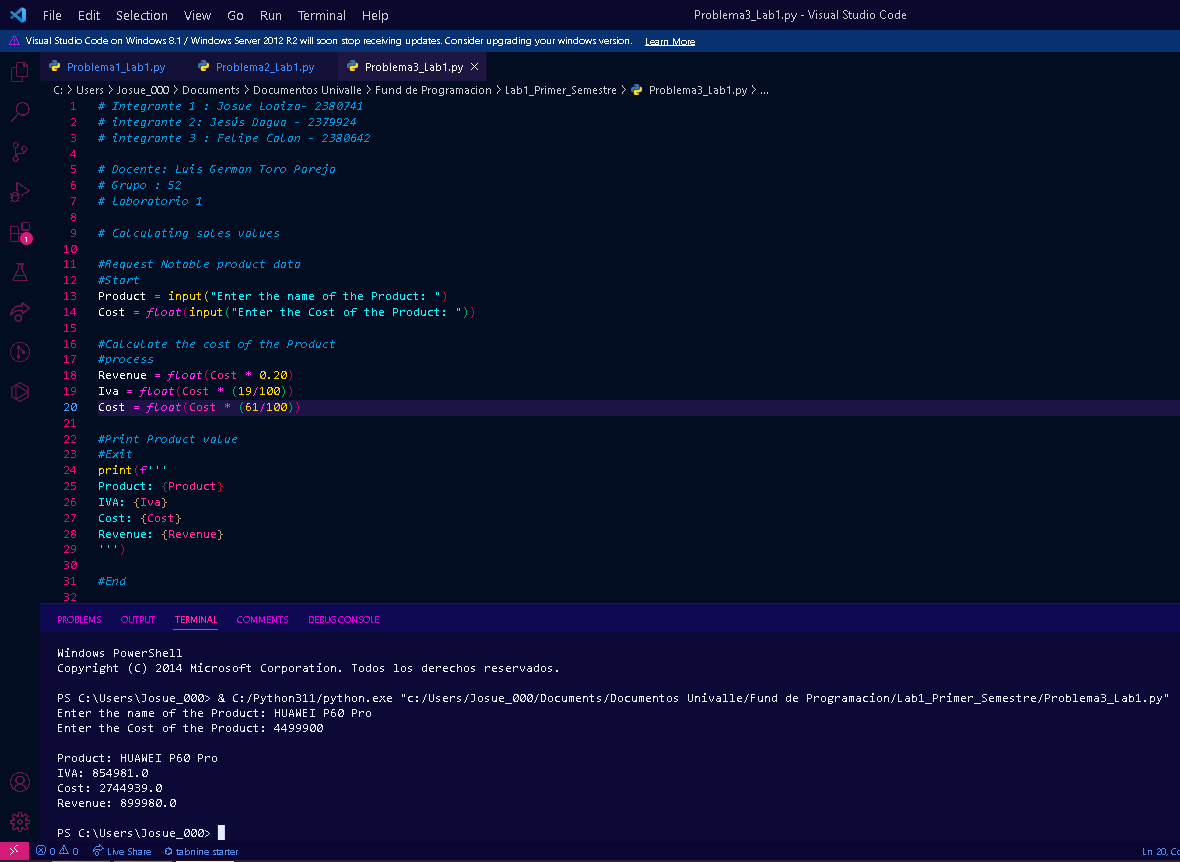 File Edit Selection View Go Run Terminal Help Problema3_Lab1.py - Visual Studio Code
Visual Studio Code on Windows 8.1 / Windows Server 2012 R2 will soon stop receiving updates. Consider upgrading your windows version. Learn More
Problema1_Lab1.py Problema2_Lab1.py Problema3_Lab1.py
C: > Users > Josue_000 > Documents > Documentos Univalle > Fund de Programacion > Lab1_Primer_Semestre > Problema3_Lab1.py > ...
1 # Integrante 1 : Josue Loaiza- 2380741
2 # integrante 2: Jesús Dagua - 2379924
3 # integrante 3 : Felipe Calan - 2380642
4
5 # Docente: Luis German Toro Pareja
6 # Grupo : 52
7 # Laboratorio 1
8
9 # Calculating sales values
10
11 #Request Notable product data
12 #Start
13 Product = input("Enter the name of the Product: ")
14 Cost = float(input("Enter the Cost of the Product: "))
15
16 #Calculate the cost of the Product
17 #process
18 Revenue = float(Cost * 0.20)
19 Iva = float(Cost * (19/100))
20 Cost = float(Cost * (61/100))
21
22 #Print Product value
23 #Exit
24 print(f'''
25 Product: {Product}
26 IVA: {Iva}
27 Cost: {Cost}
28 Revenue: {Revenue}
29 ''')
30
31 #End
32
1
PROBLEMS OUTPUT TERMINAL COMMENTS DEBUG CONSOLE
Windows PowerShell
Copyright (C) 2014 Microsoft Corporation. Todos los derechos reservados.
PS C:\Users\Josue_000> & C:/Python311/python.exe "c:/Users/Josue_000/Documents/Documentos Univalle/Fund de Programacion/Lab1_Primer_Semestre/Problema3_Lab1.py"
Enter the name of the Product: HUAWEI P60 Pro
Enter the Cost of the Product: 4499900
Product: HUAWEI P60 Pro
IVA: 854981.0
Cost: 2744939.0
Revenue: 899980.0
PS C:\Users\Josue_000>
0 0 Live Share tabnine starter Ln 20, Co